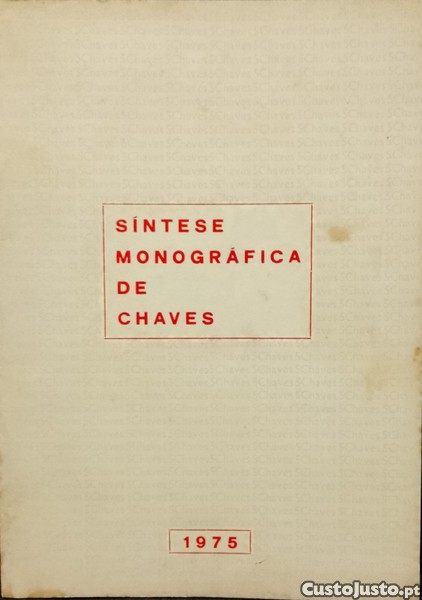 SÍNTESE
MONOGRÁFICA
DE
CHAVES
1975
CustoJusto.pt